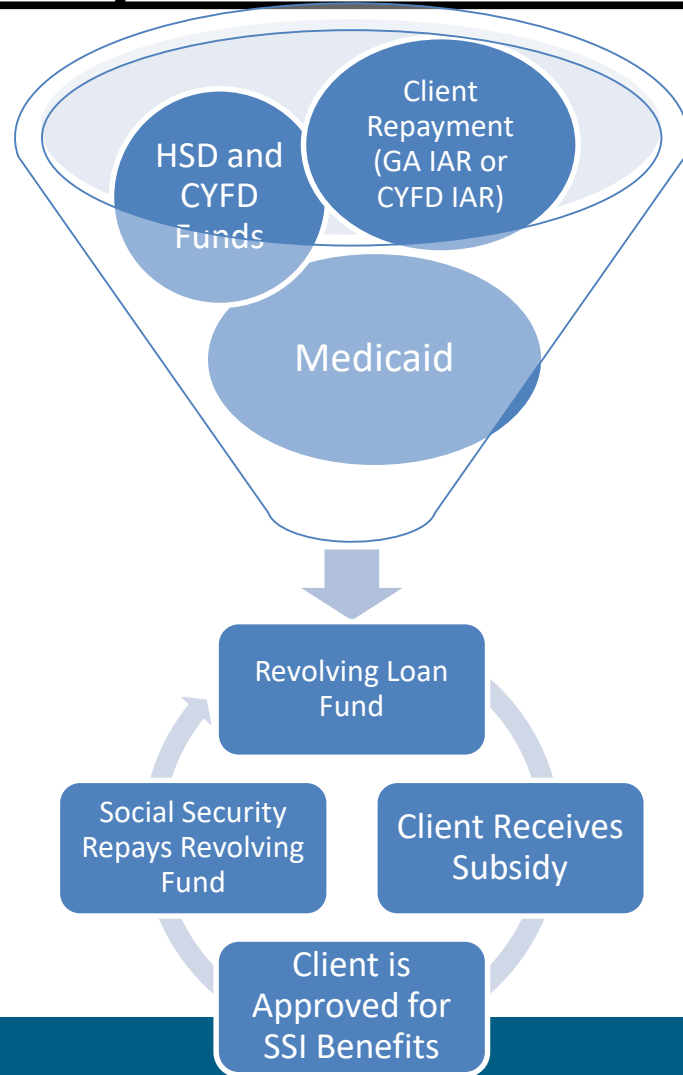 Client
Repayment
(GA IAR or
CYFD IAR)
HSD and
CYFD
Funds
Medicaid
Revolving Loan
Fund
Client Receives
Subsidy
Client is
Approved for
SSI Benefits
Social Security
Repays Revolving
Fund